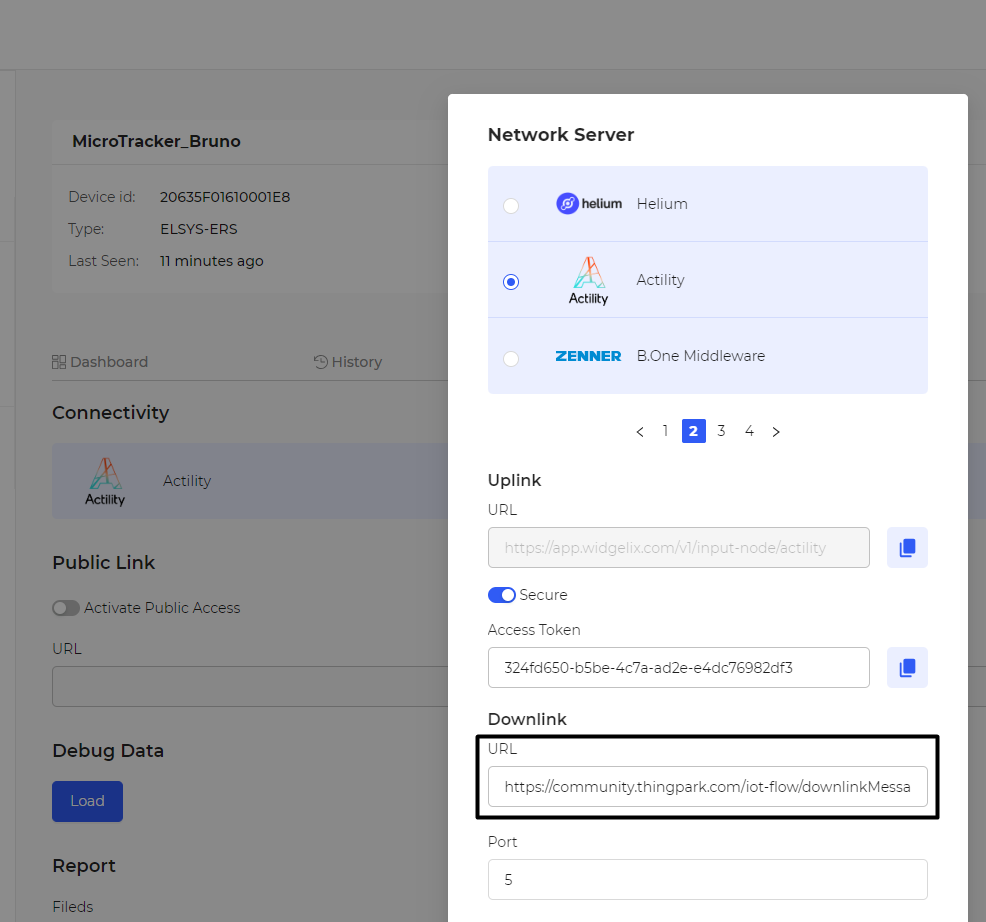 MicroTracker_Bruno
Device id: 20635F01610001E8
Type: ELSYS-ERS
Last Seen: 11 minutes ago
Dashboard
History
Connectivity
Actility
Actility
Public Link
Activate Public Access
URL
Debug Data
Load
Report
Fileds
Network Server
helium Helium
Actility
Actility
ZENNER B.One Middleware
< 1 2 3 4 >
Uplink
URL
https://app.widgelix.com/v1/input-node/actility
Secure
Access Token
324fd650-b5be-4c7a-ad2e-e4dc76982df3
Downlink
URL
https://community.thingpark.com/iot-flow/downlinkMessa
Port
5